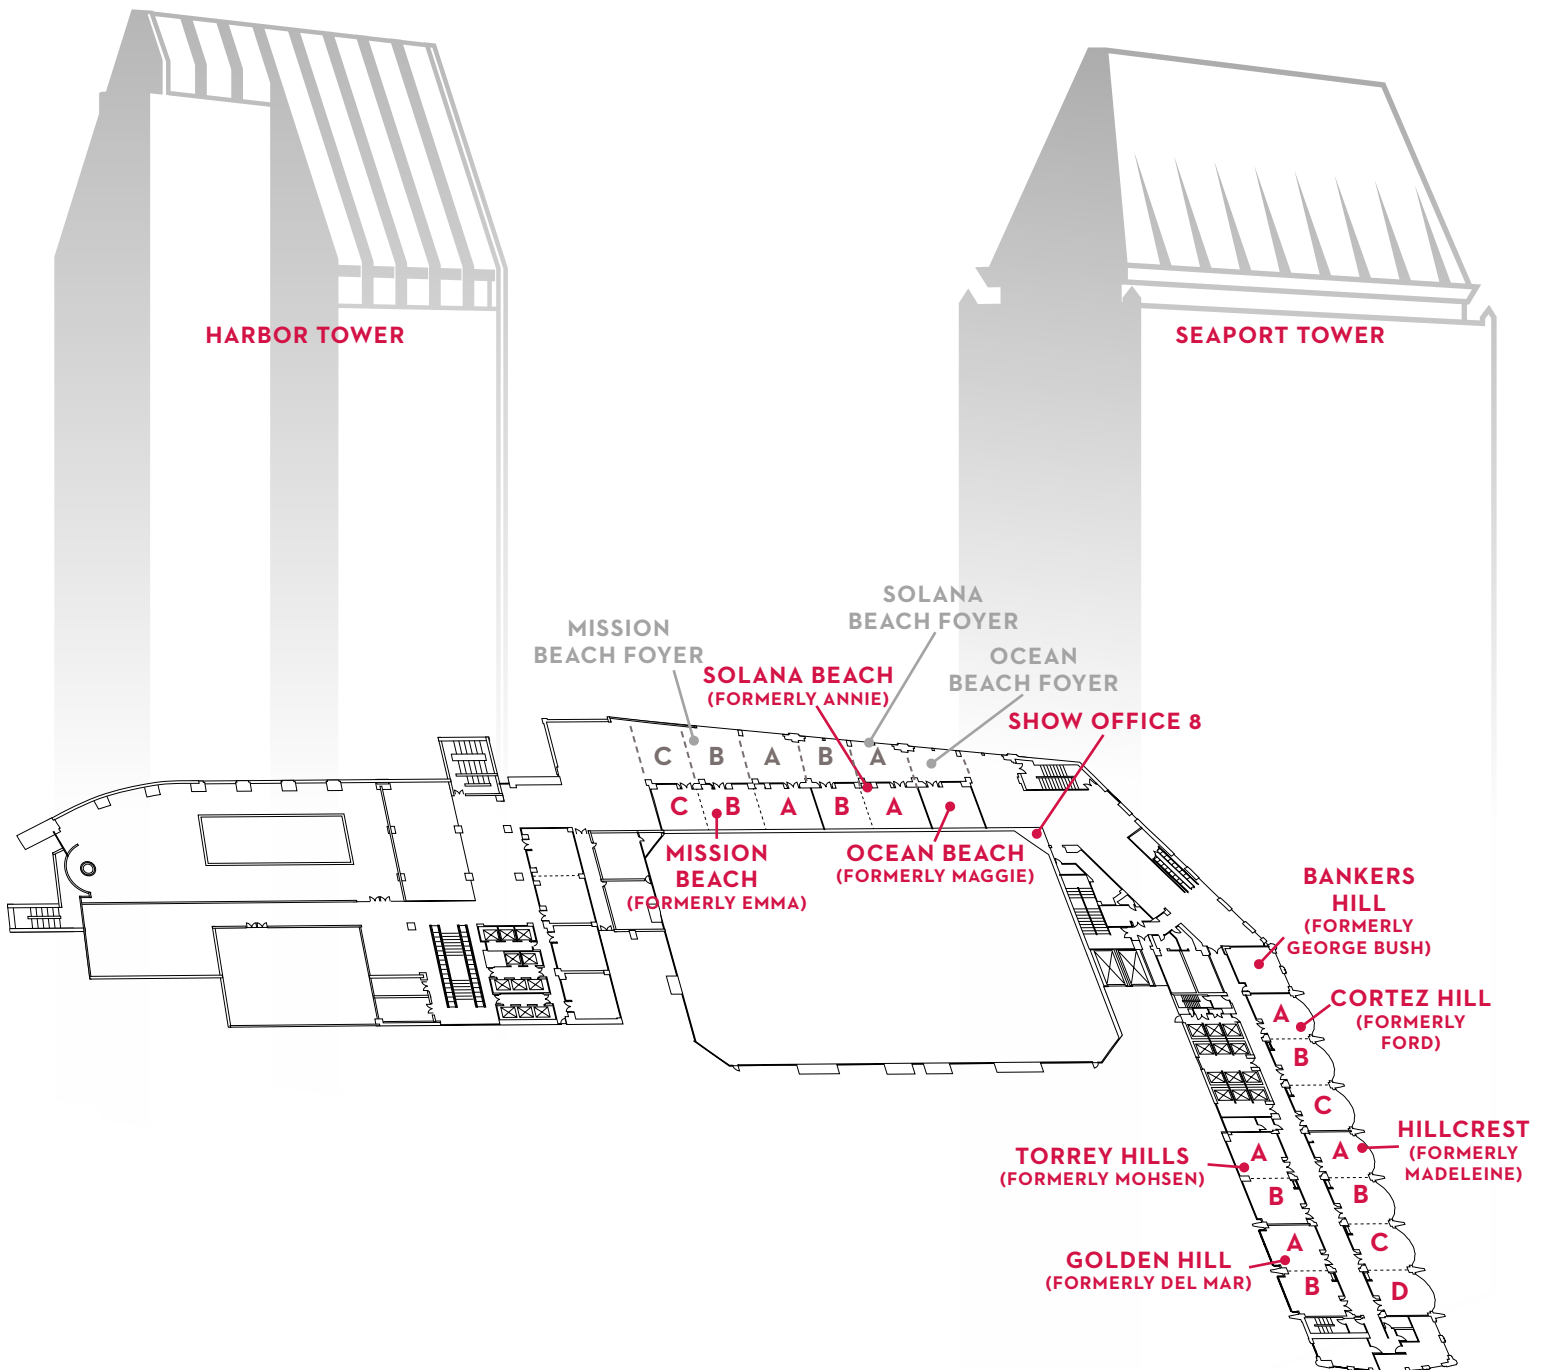 HARBOR TOWER
SEAPORT TOWER
SOLANA
BEACH FOYER
MISSION
BEACH FOYER
OCEAN
BEACH FOYER
SOLANA BEACH
(FORMERLY ANNIE)
SHOW OFFICE 8
C B A B A
C B A B A
MISSION
BEACH
(FORMERLY EMMA)
OCEAN BEACH
(FORMERLY MAGGIE)
BANKERS
HILL
(FORMERLY
GEORGE BUSH)
CORTEZ HILL
(FORMERLY
FORD)
A
B
C
HILLCREST
(FORMERLY
MADELEINE)
A
B
C
D
TORREY HILLS
(FORMERLY MOHSEN)
A
B
GOLDEN HILL
(FORMERLY DEL MAR)
A
B